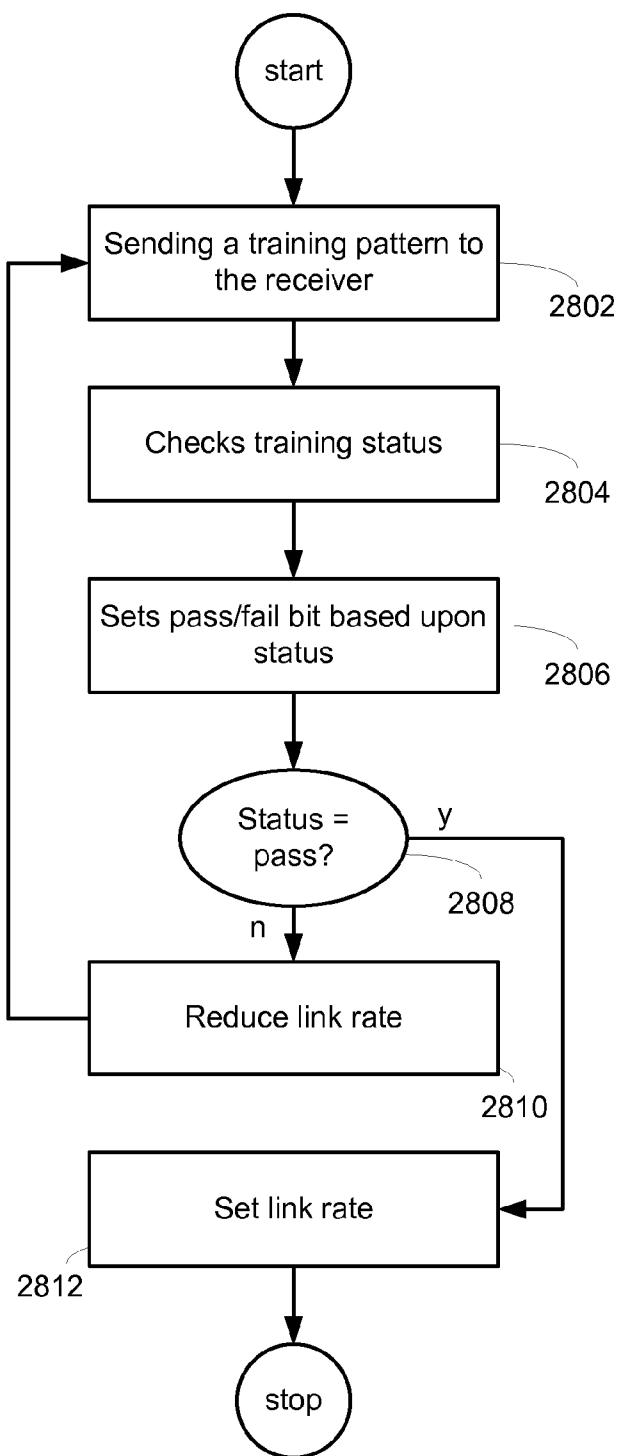 start
Sending a training pattern to
the receiver
2802
Checks training status
2804
Sets pass/fail bit based upon
status
2806
Status =
pass?
y
2808
n
Reduce link rate
2810
Set link rate
2812
stop